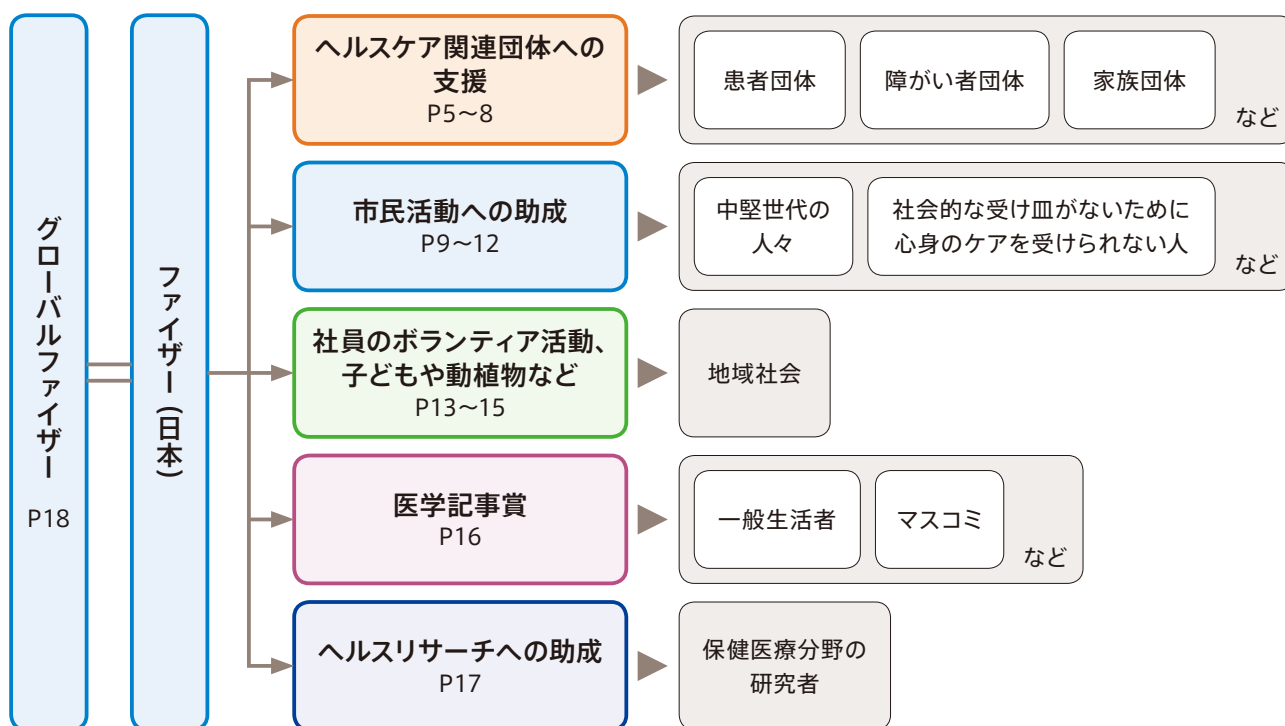 グローバルファイザー
P18
ファイザー(日本)
ヘルスケア関連団体への
支援
P5〜8
患者団体
障がい者団体
家族団体
など
市民活動への助成
P9〜12
中堅世代の
人々
社会的な受け皿がないために
心身のケアを受けられない人
など
社員のボランティア活動、
子どもや動植物など
P13〜15
地域社会
医学記事賞
P16
一般生活者
マスコミ
など
ヘルスリサーチへの助成
P17
保健医療分野の
研究者